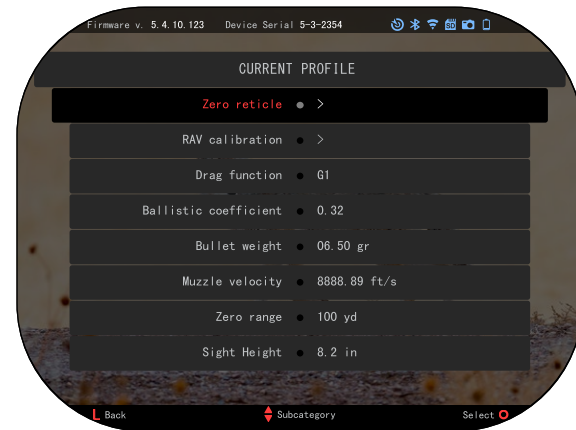 Firmware v. 5.4.10.123 Device Serial 5-3-2354 SD
CURRENT PROFILE
Zero reticle >
RAV calibration >
Drag function G1
Ballistic coefficient 0.32
Bullet weight 06.50 gr
Muzzle velocity 8888.89 ft/s
Zero range 100 yd
Sight Height 8.2 in
L Back Subcategory Select O